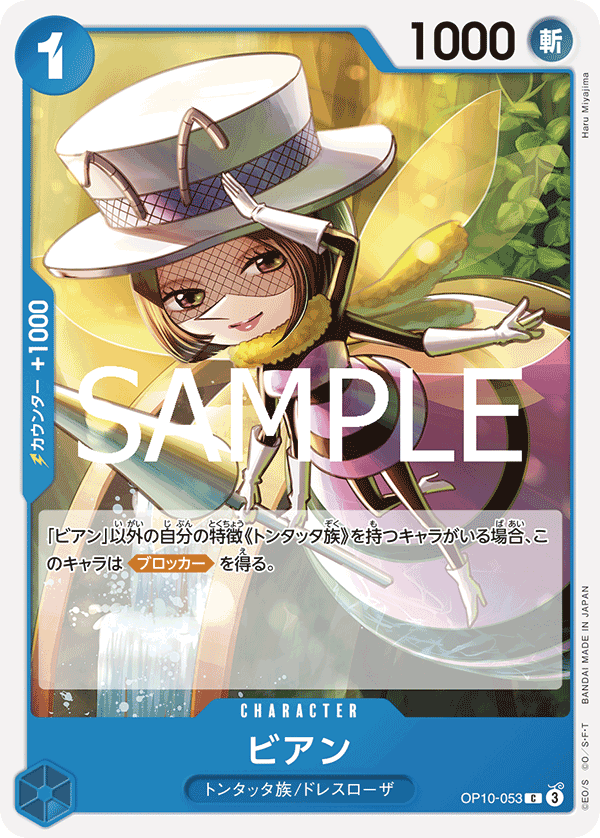 1
1000
斬
Haru Miyajima
カウンター +1000
SAMPLE
「ビアン」以外の自分の特徴《トンタッタ族》を持つキャラがいる場合、こ
のキャラは ブロッカー を得る。
CHARACTER
ビアン
トンタッタ族/ドレスローザ
OP10-053 C 3
©E.O/S ©O/S・F・T BANDAI MADE IN JAPAN